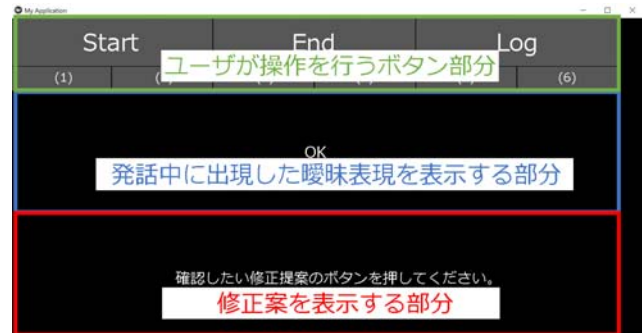 My Application
Start End Log
ユーザが操作を行うボタン部分
(1) (6)
OK
発話中に出現した曖昧表現を表示する部分
確認したい修正提案のボタンを押してください。
修正案を表示する部分